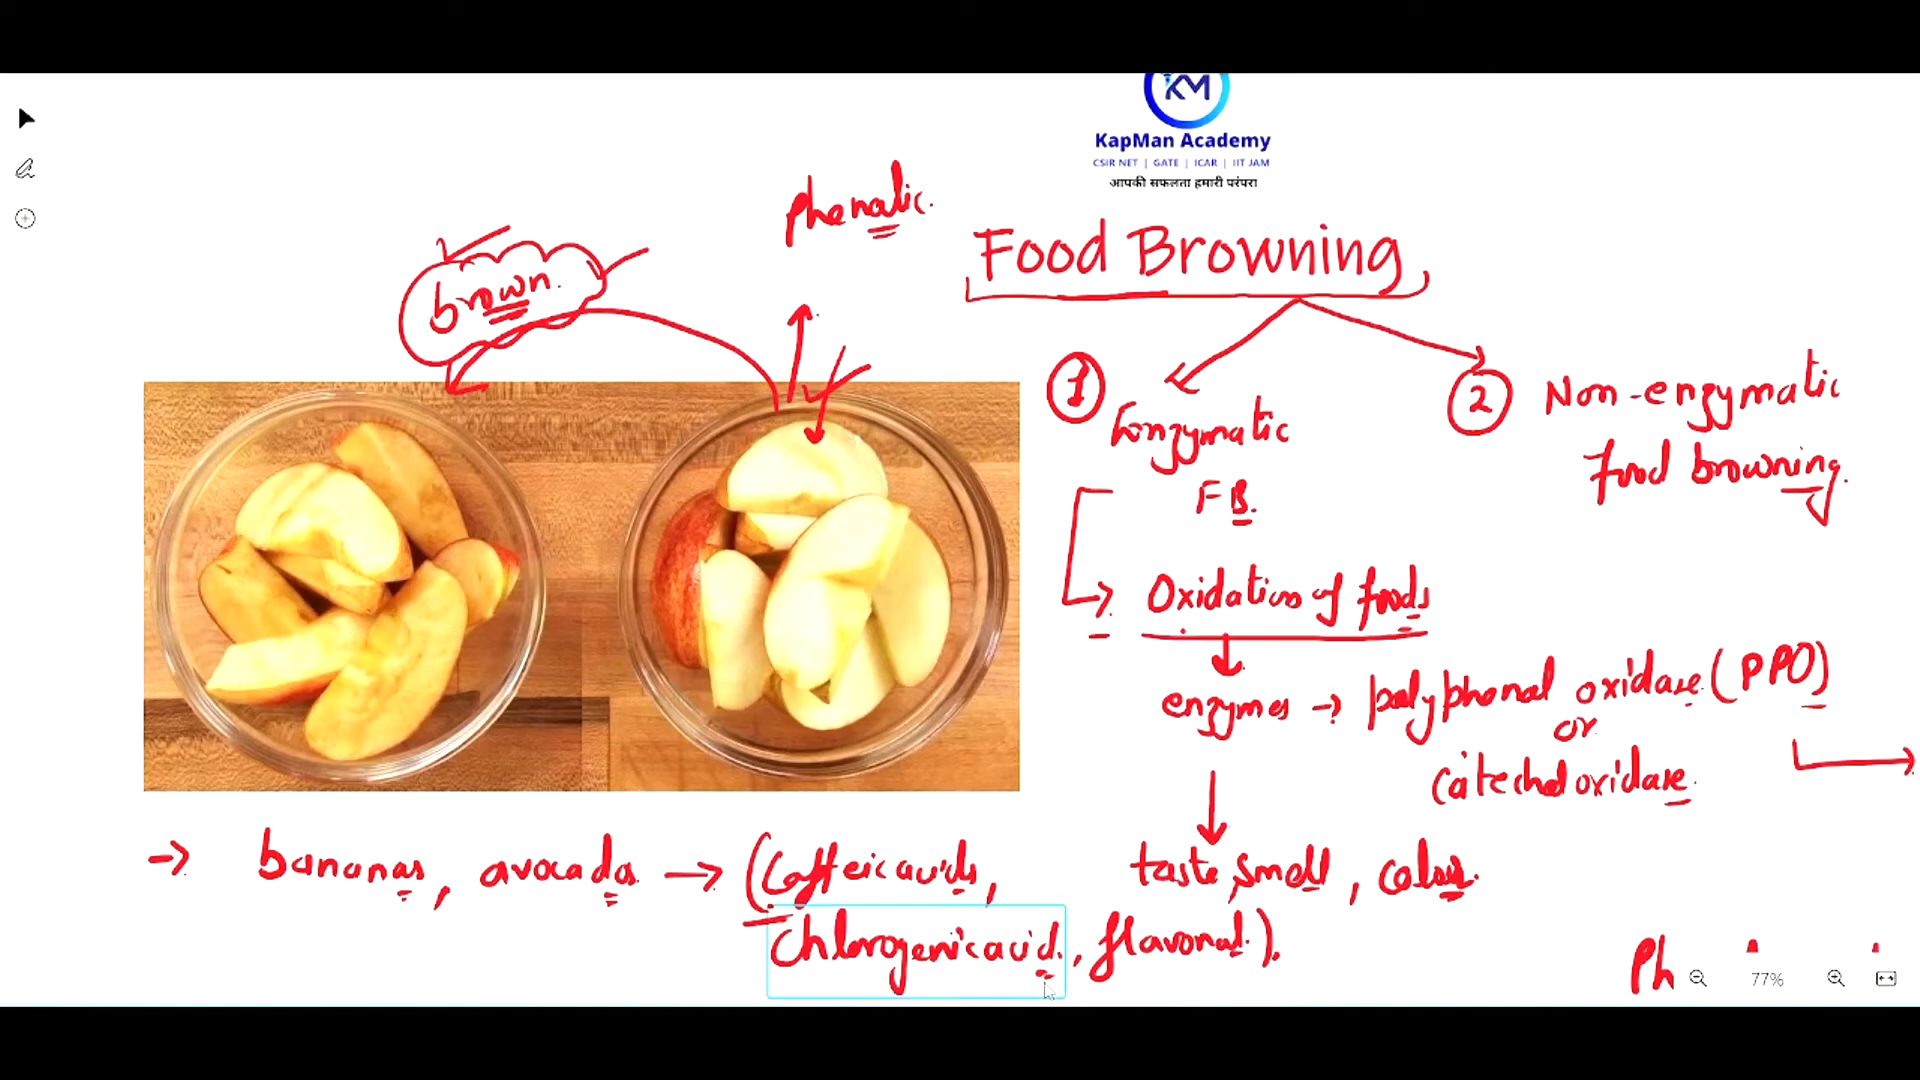 KM
KapMan Academy
CSIR NET | GATE | ICAR | IIT JAM
आपकी सफलता हमारी परंपरा
phenolic.
Food Browning
brown.
1
Enzymatic
F B.
2
Non-enzymatic
food browning.
Oxidation of foods
enzymes → polyphenol oxidase (PPO)
or
catechol oxidase.
→ bananas, avocado → (Caffeic acids,
Chlorogenic acid, flavonol).
taste, smell, colour.
Ph
77%